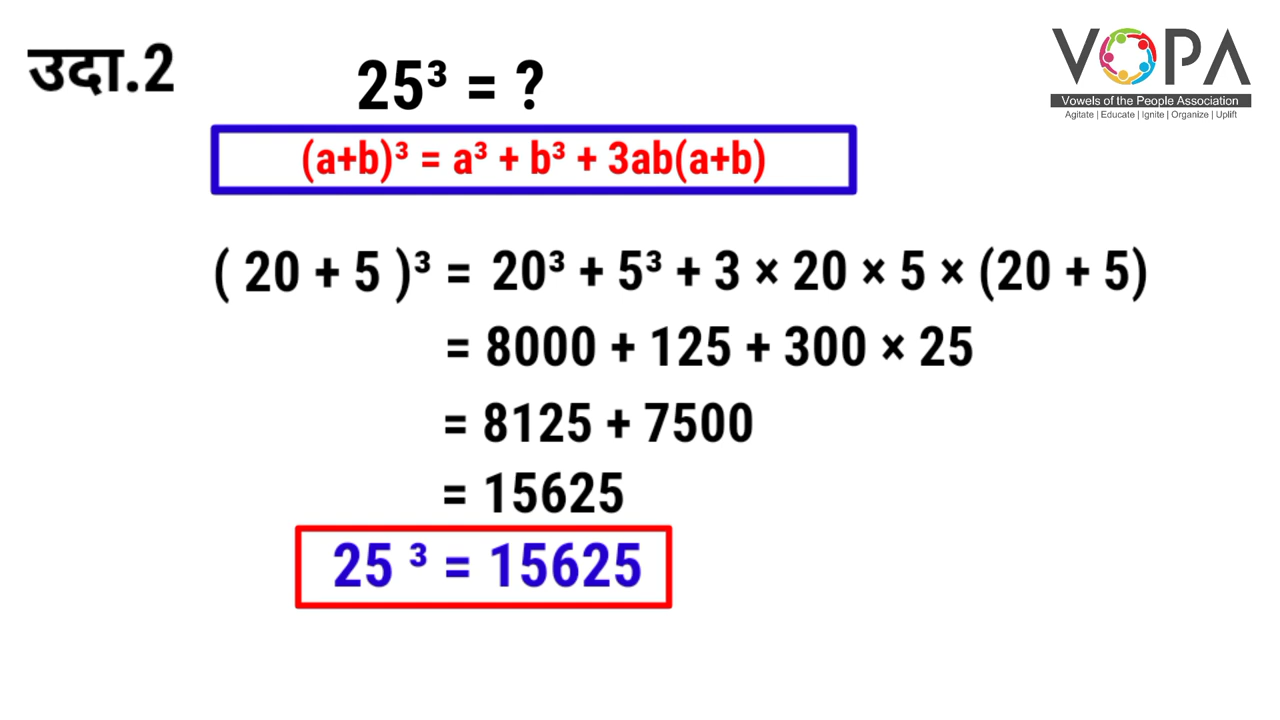 उदा.2
VOPA
Vowels of the People Association
Agitate | Educate | Ignite | Organize | Uplift
25³ = ?
(a+b)³ = a³ + b³ + 3ab(a+b)
( 20 + 5 )³ = 20³ + 5³ + 3 × 20 × 5 × (20 + 5)
= 8000 + 125 + 300 × 25
= 8125 + 7500
= 15625
25 ³ = 15625